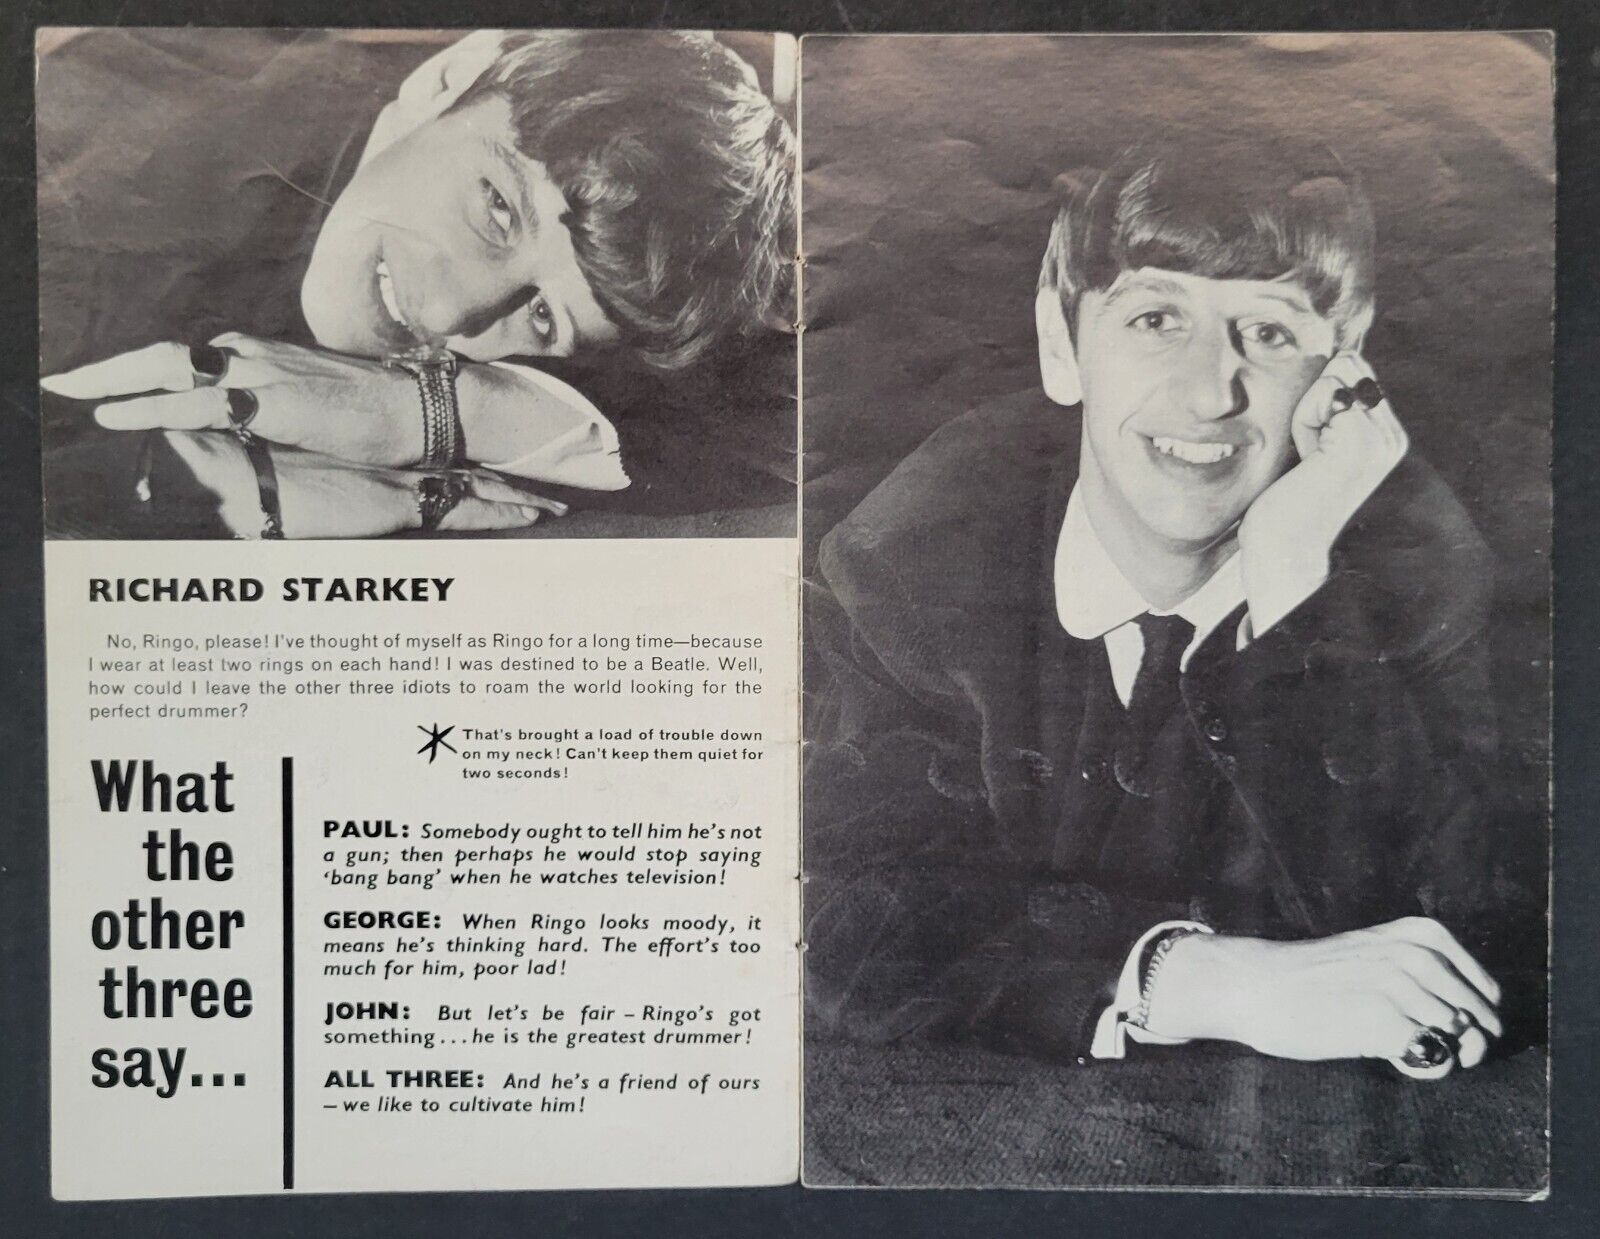 RICHARD STARKEY
No, Ringo, please! I've thought of myself as Ringo for a long time—because
I wear at least two rings on each hand! I was destined to be a Beatle. Well,
how could I leave the other three idiots to roam the world looking for the
perfect drummer?
That's brought a load of trouble down
on my neck! Can't keep them quiet for
two seconds!
What
the
other
three
say...
PAUL: Somebody ought to tell him he's not
a gun; then perhaps he would stop saying
'bang bang' when he watches television!
GEORGE: When Ringo looks moody, it
means he's thinking hard. The effort's too
much for him, poor lad!
JOHN: But let's be fair – Ringo's got
something...he is the greatest drummer!
ALL THREE: And he's a friend of ours
– we like to cultivate him!